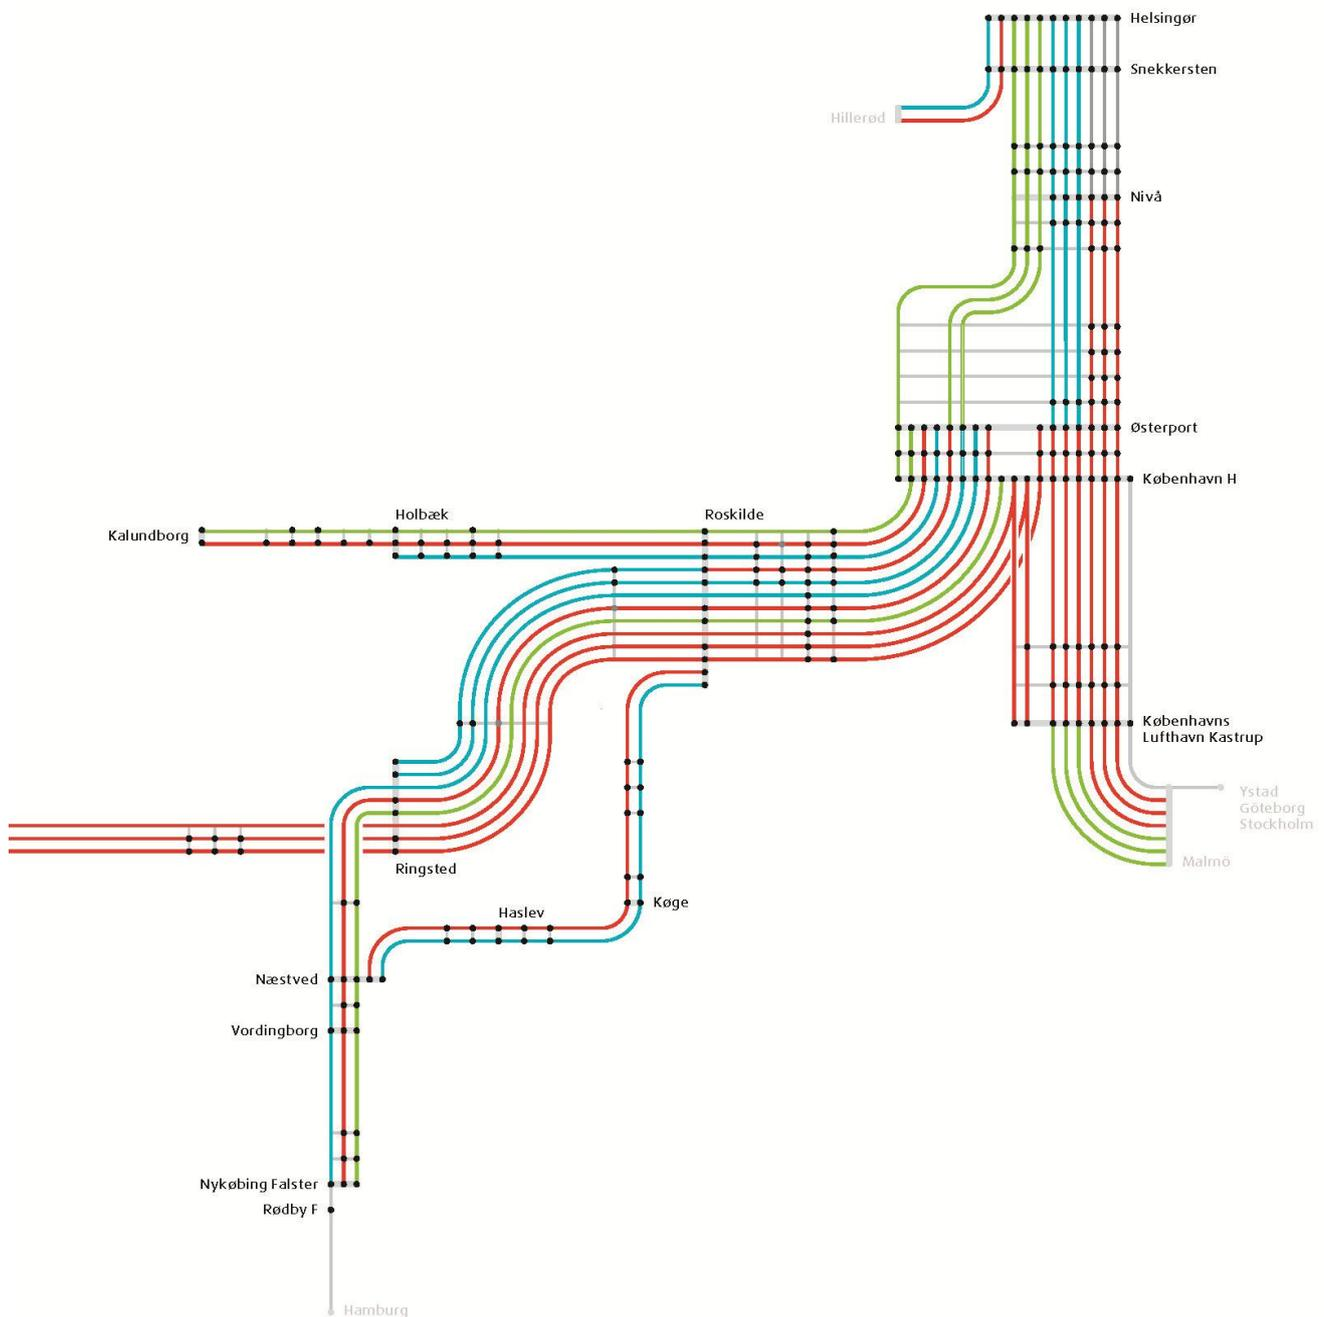 Helsingør
Snekkersten
Hillerød
Nivå
Østerport
København H
Holbæk
Roskilde
Kalundborg
Københavns
Lufthavn Kastrup
Ystad
Göteborg
Stockholm
Malmö
Ringsted
Køge
Haslev
Næstved
Vordingborg
Nykøbing Falster
Rødby F
Hamburg